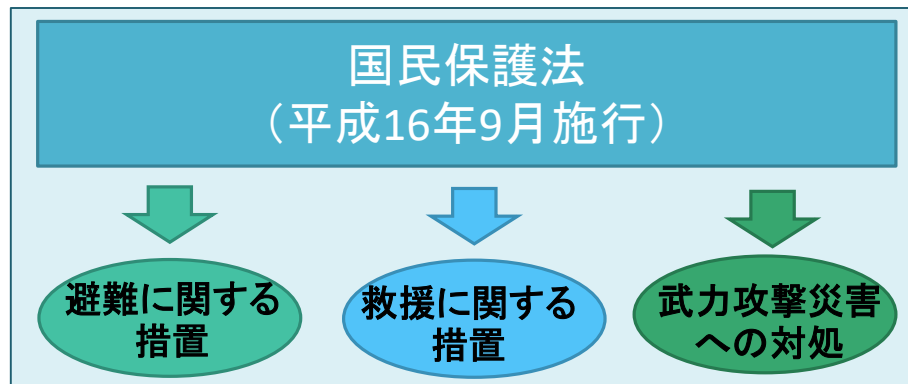 国民保護法
（平成16年9月施行）
避難に関する
措置
救援に関する
措置
武力攻撃災害
への対処